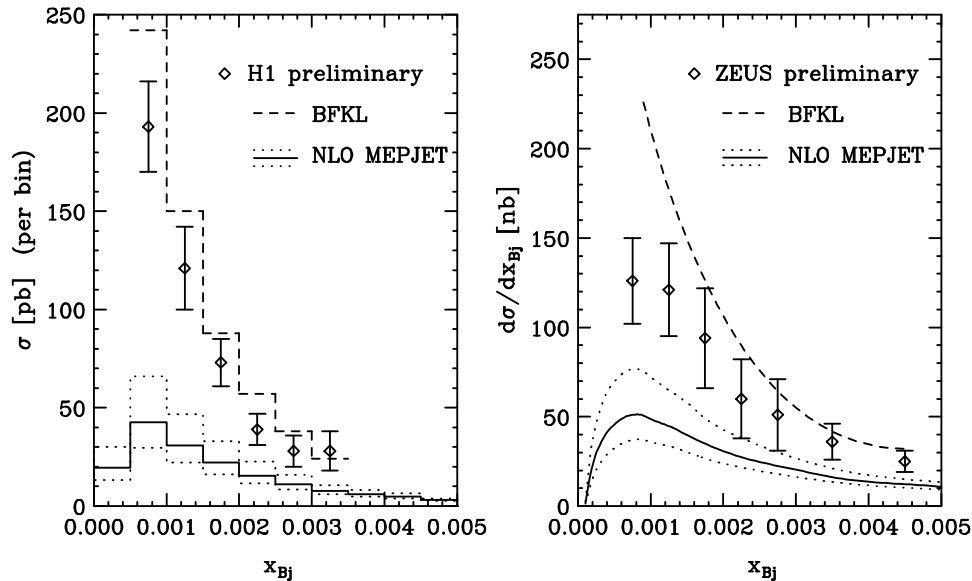 250
200
150
100
50
0
σ [pb] (per bin)
H1 preliminary
BFKL
NLO MEPJET
0.000 0.001 0.002 0.003 0.004 0.005
x_Bj
250
200
150
100
50
0
dσ/dx_Bj [nb]
ZEUS preliminary
BFKL
NLO MEPJET
0.000 0.001 0.002 0.003 0.004 0.005
x_Bj